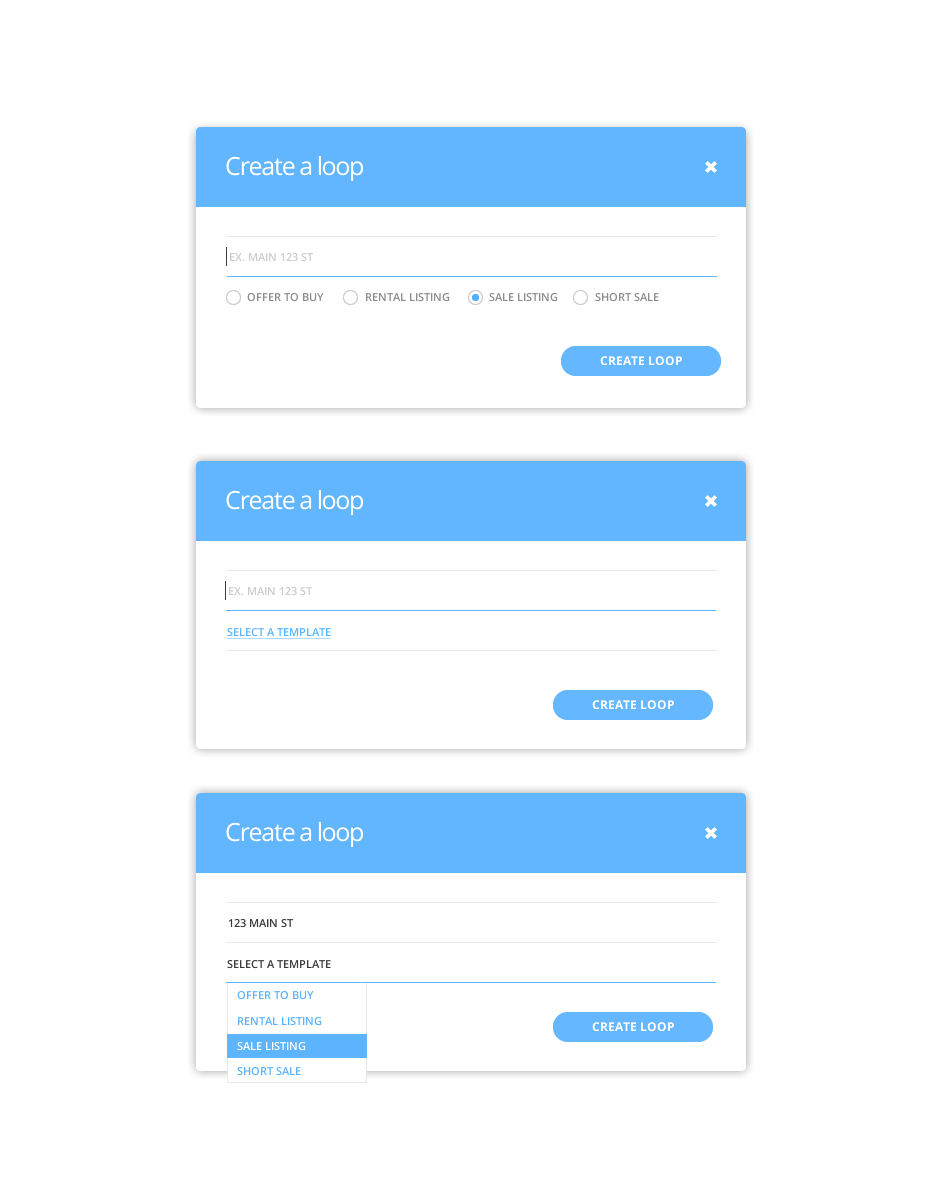 Create a loop ✖
EX. MAIN 123 ST
OFFER TO BUY RENTAL LISTING SALE LISTING SHORT SALE
CREATE LOOP
Create a loop ✖
EX. MAIN 123 ST
SELECT A TEMPLATE
CREATE LOOP
Create a loop ✖
123 MAIN ST
SELECT A TEMPLATE
OFFER TO BUY
RENTAL LISTING
CREATE LOOP
SALE LISTING
SHORT SALE